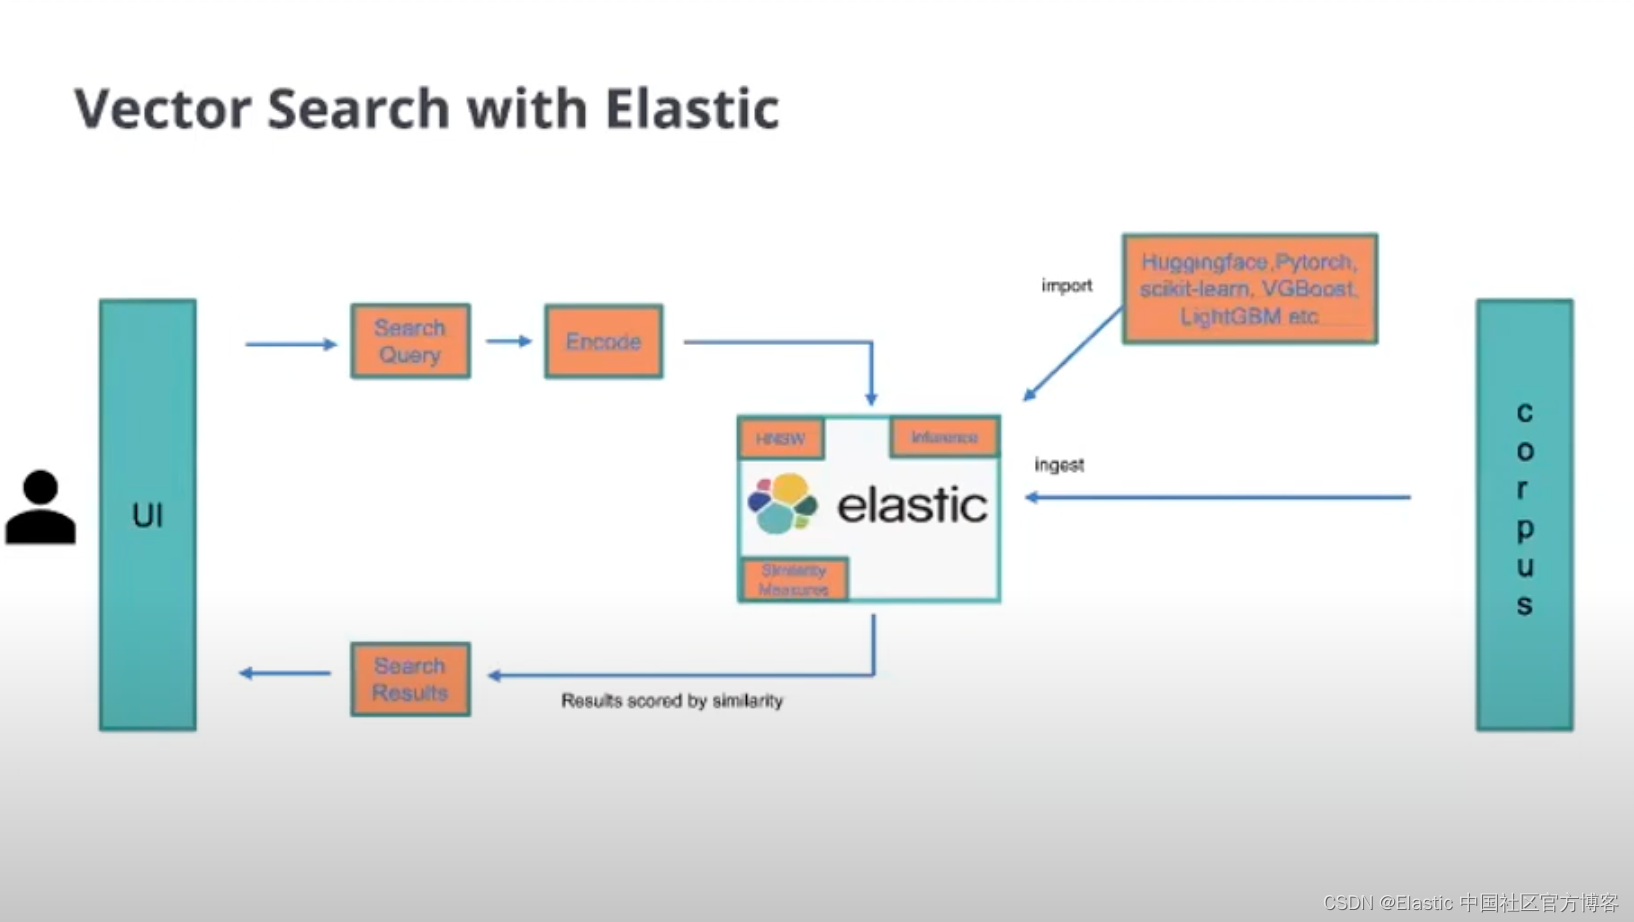 Vector Search with Elastic
Huggingface,Pytorch,
scikit-learn, VGBoost,
LightGBM etc
import
Search
Query
Encode
HNSW
Inference
ingest
elastic
UI
corpus
Similarity
Measures
Search
Results
Results scored by similarity
CSDN @Elastic 中国社区官方博客